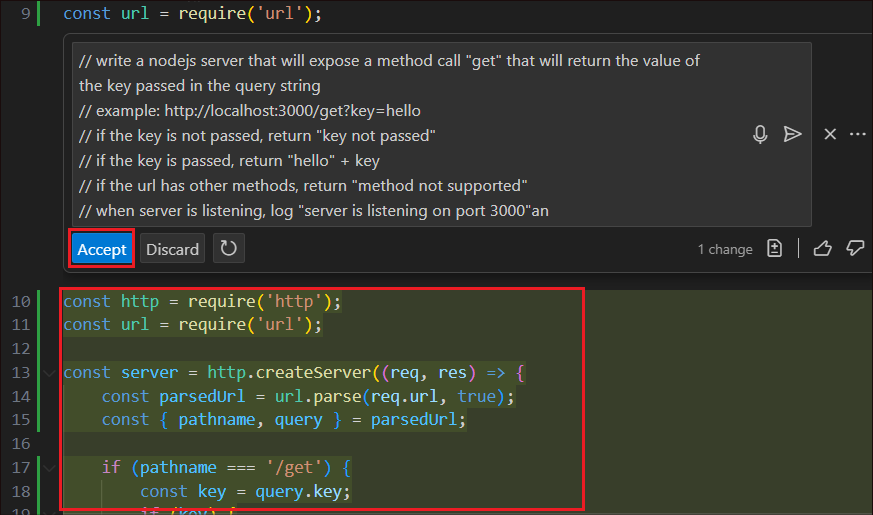 9 const url = require('url');
// write a nodejs server that will expose a method call "get" that will return the value of
the key passed in the query string
// example: http://localhost:3000/get?key=hello
// if the key is not passed, return "key not passed"
// if the key is passed, return "hello" + key
// if the url has other methods, return "method not supported"
// when server is listening, log "server is listening on port 3000"an
Accept Discard 1 change
10 const http = require('http');
11 const url = require('url');
12
13 const server = http.createServer((req, res) => {
14 const parsedUrl = url.parse(req.url, true);
15 const { pathname, query } = parsedUrl;
16
17 if (pathname === '/get') {
18 const key = query.key;
19 if (key) {